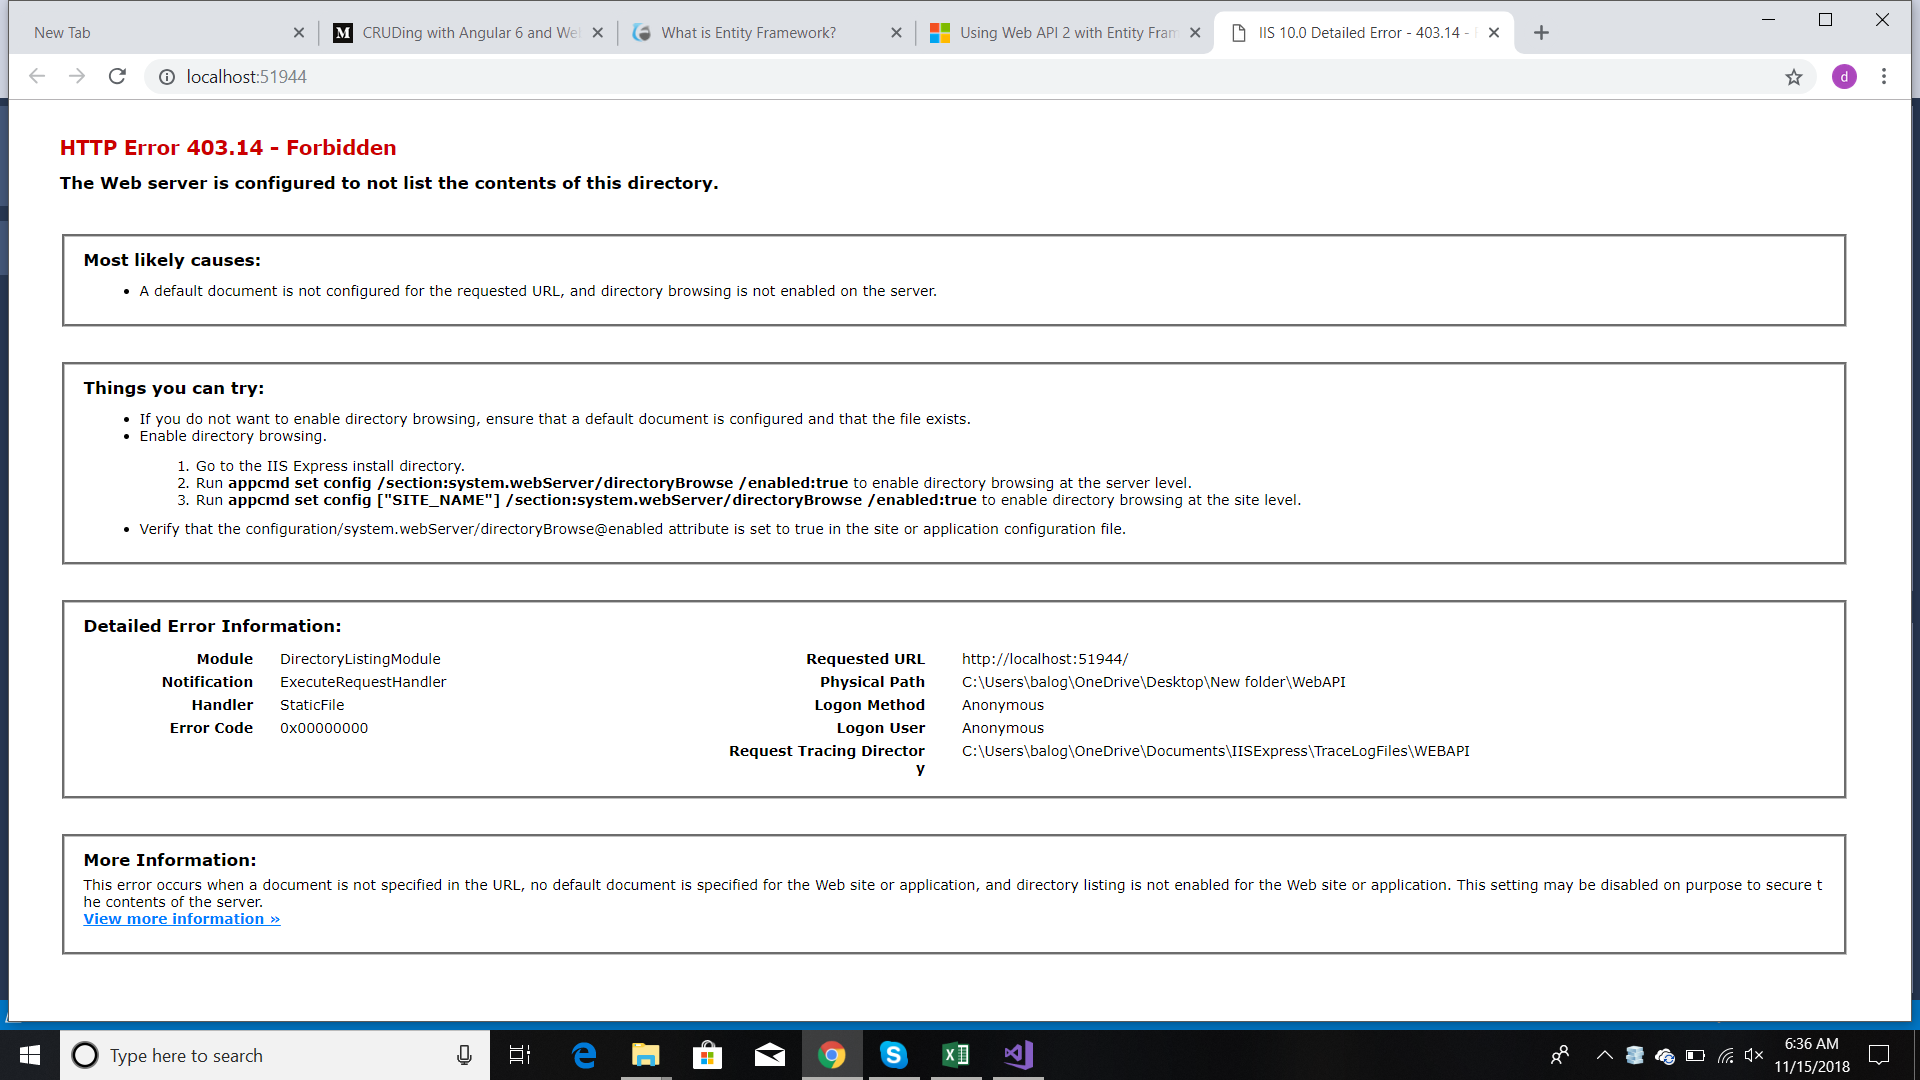 New Tab
CRUDing with Angular 6 and We
What is Entity Framework?
Using Web API 2 with Entity Fram
IIS 10.0 Detailed Error - 403.14 -
localhost:51944
d
HTTP Error 403.14 - Forbidden
The Web server is configured to not list the contents of this directory.
Most likely causes:
• A default document is not configured for the requested URL, and directory browsing is not enabled on the server.
Things you can try:
• If you do not want to enable directory browsing, ensure that a default document is configured and that the file exists.
• Enable directory browsing.
1. Go to the IIS Express install directory.
2. Run appcmd set config /section:system.webServer/directoryBrowse /enabled:true to enable directory browsing at the server level.
3. Run appcmd set config ["SITE_NAME"] /section:system.webServer/directoryBrowse /enabled:true to enable directory browsing at the site level.
• Verify that the configuration/system.webServer/directoryBrowse@enabled attribute is set to true in the site or application configuration file.
Detailed Error Information:
Module DirectoryListingModule
Notification ExecuteRequestHandler
Handler StaticFile
Error Code 0x00000000
Requested URL http://localhost:51944/
Physical Path C:\Users\balog\OneDrive\Desktop\New folder\WebAPI
Logon Method Anonymous
Logon User Anonymous
Request Tracing Director C:\Users\balog\OneDrive\Documents\IISExpress\TraceLogFiles\WEBAPI
y
More Information:
This error occurs when a document is not specified in the URL, no default document is specified for the Web site or application, and directory listing is not enabled for the Web site or application. This setting may be disabled on purpose to secure t
he contents of the server.
View more information »
Type here to search
6:36 AM
11/15/2018